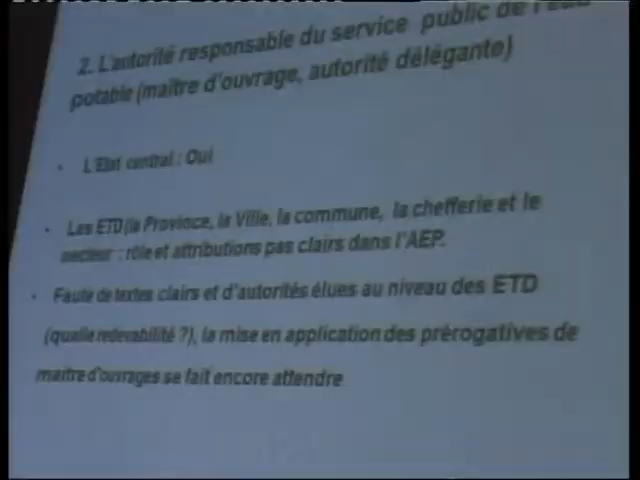 2. L'autorité responsable du service public de l'Eau
potable (maître d'ouvrage, autorité délégante)
• L'Etat central : Oui
• Les ETD (la Province, la Ville, la commune, la chefferie et le
secteur : rôle et attributions pas clairs dans l'AEP.
• Faute de textes clairs et d'autorités élues au niveau des ETD
(quelle redevabilité ?), la mise en application des prérogatives de
maitre d'ouvrages se fait encore attendre